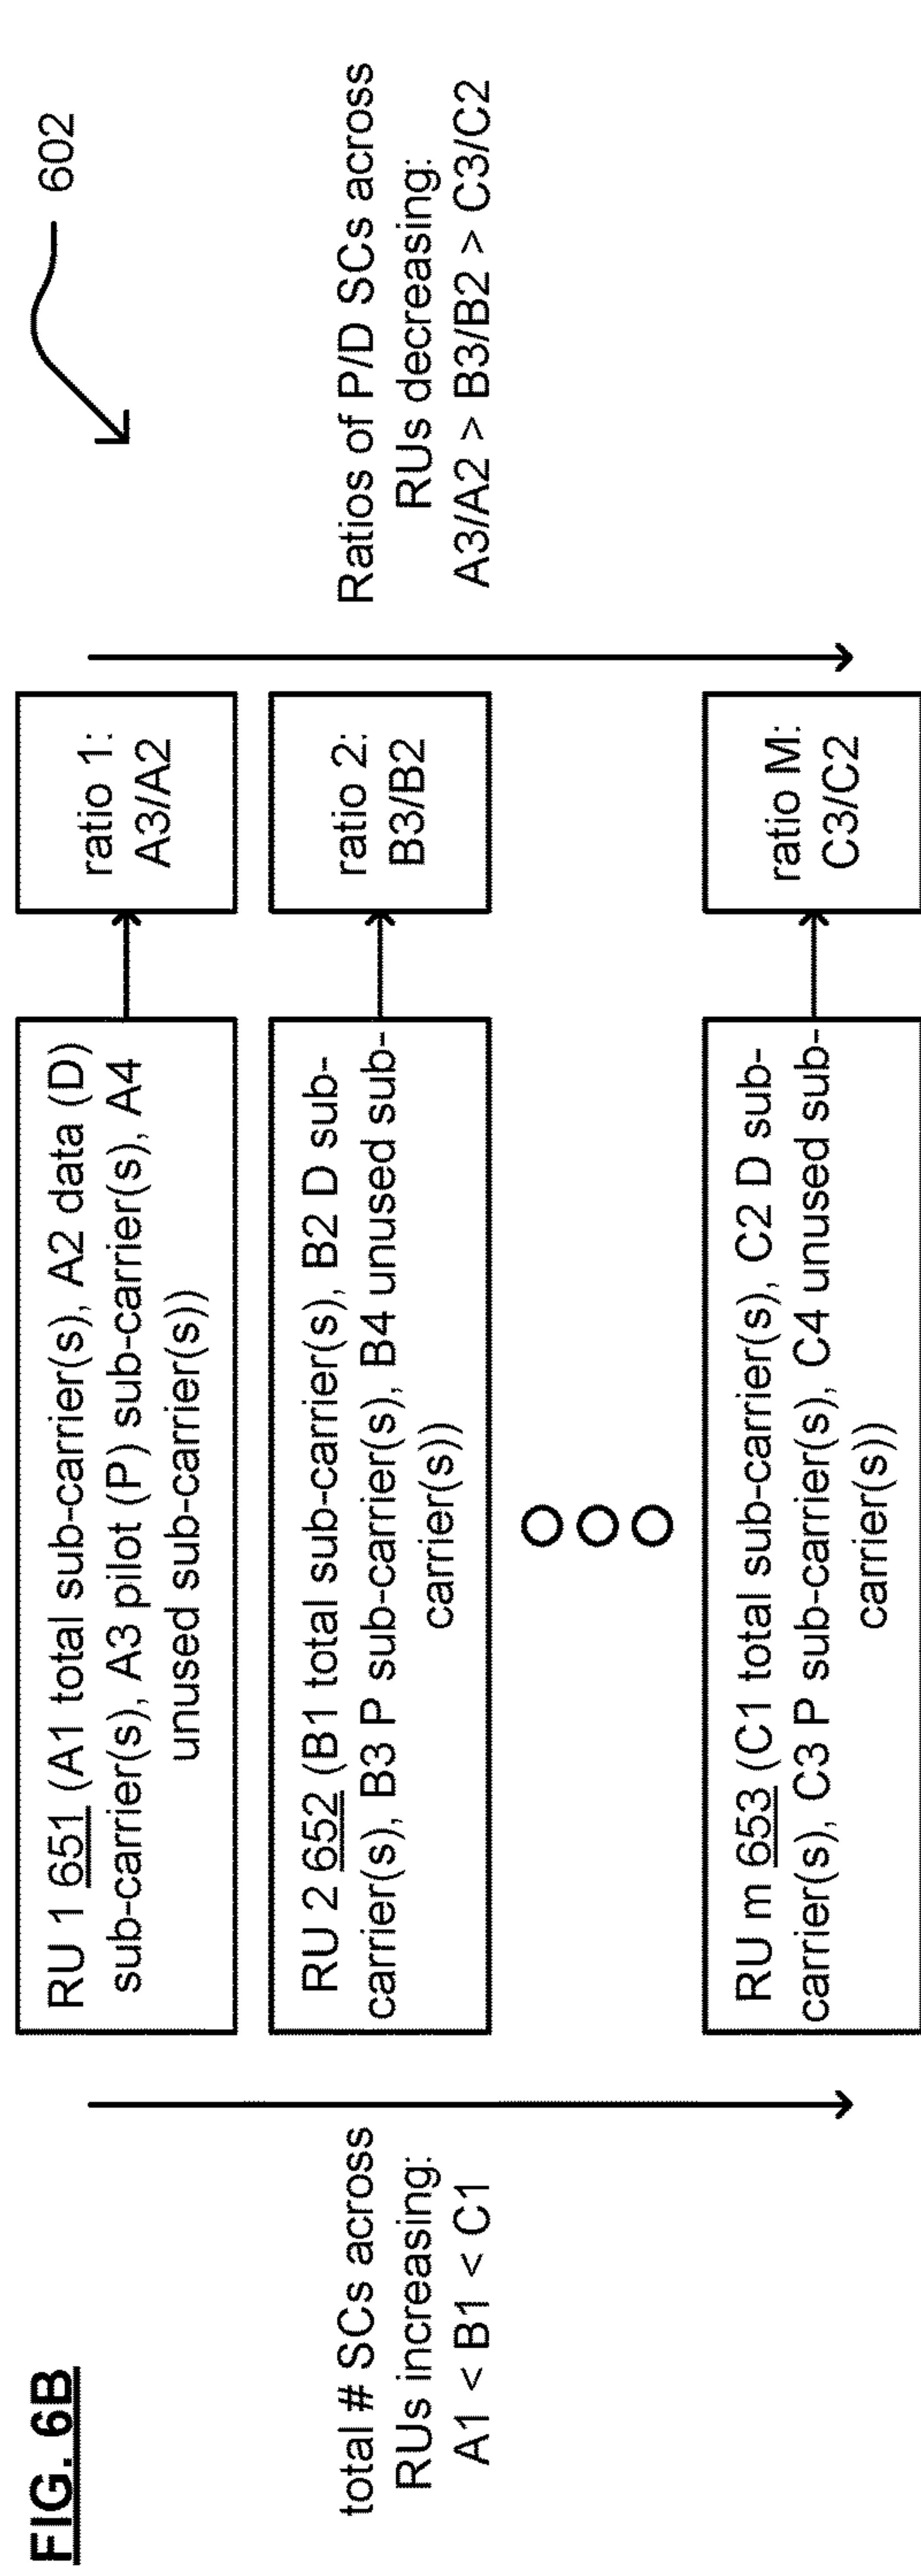 FIG. 6B
602
total # SCs across
RUs increasing:
A1 < B1 < C1
RU 1 651 (A1 total sub-carrier(s), A2 data (D)
sub-carrier(s), A3 pilot (P) sub-carrier(s), A4
unused sub-carrier(s))
ratio 1:
A3/A2
RU 2 652 (B1 total sub-carrier(s), B2 D sub-
carrier(s), B3 P sub-carrier(s), B4 unused sub-
carrier(s))
ratio 2:
B3/B2
RU m 653 (C1 total sub-carrier(s), C2 D sub-
carrier(s), C3 P sub-carrier(s), C4 unused sub-
carrier(s))
ratio M:
C3/C2
Ratios of P/D SCs across
RUs decreasing:
A3/A2 > B3/B2 > C3/C2